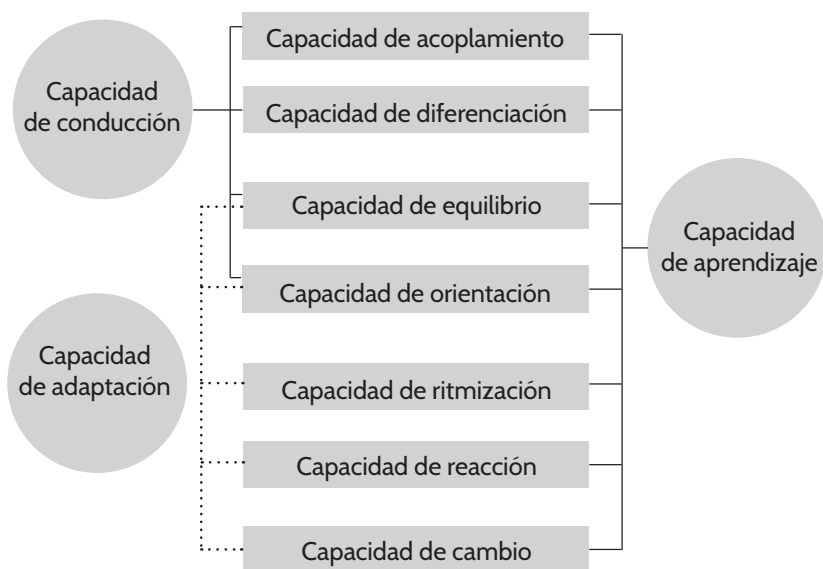 Capacidad
de conducción
Capacidad
de adaptación
Capacidad de acoplamiento
Capacidad de diferenciación
Capacidad de equilibrio
Capacidad de orientación
Capacidad de ritmización
Capacidad de reacción
Capacidad de cambio
Capacidad
de aprendizaje